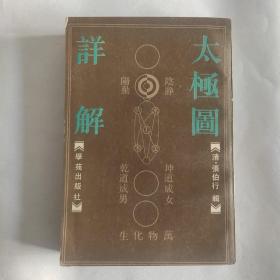 太極圖
詳解
清·張伯行 輯
學苑出版社
陰靜
陽動
坤道成女
乾道成男
萬物化生